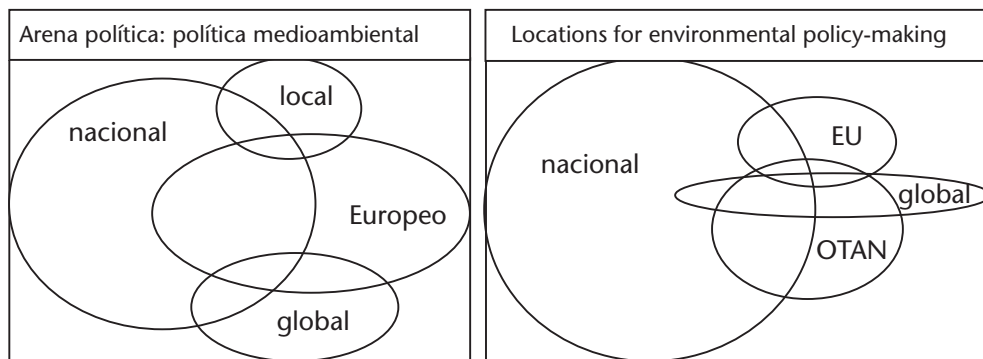 Arena política: política medioambiental
local
nacional
Europeo
global
Locations for environmental policy-making
EU
nacional
global
OTAN